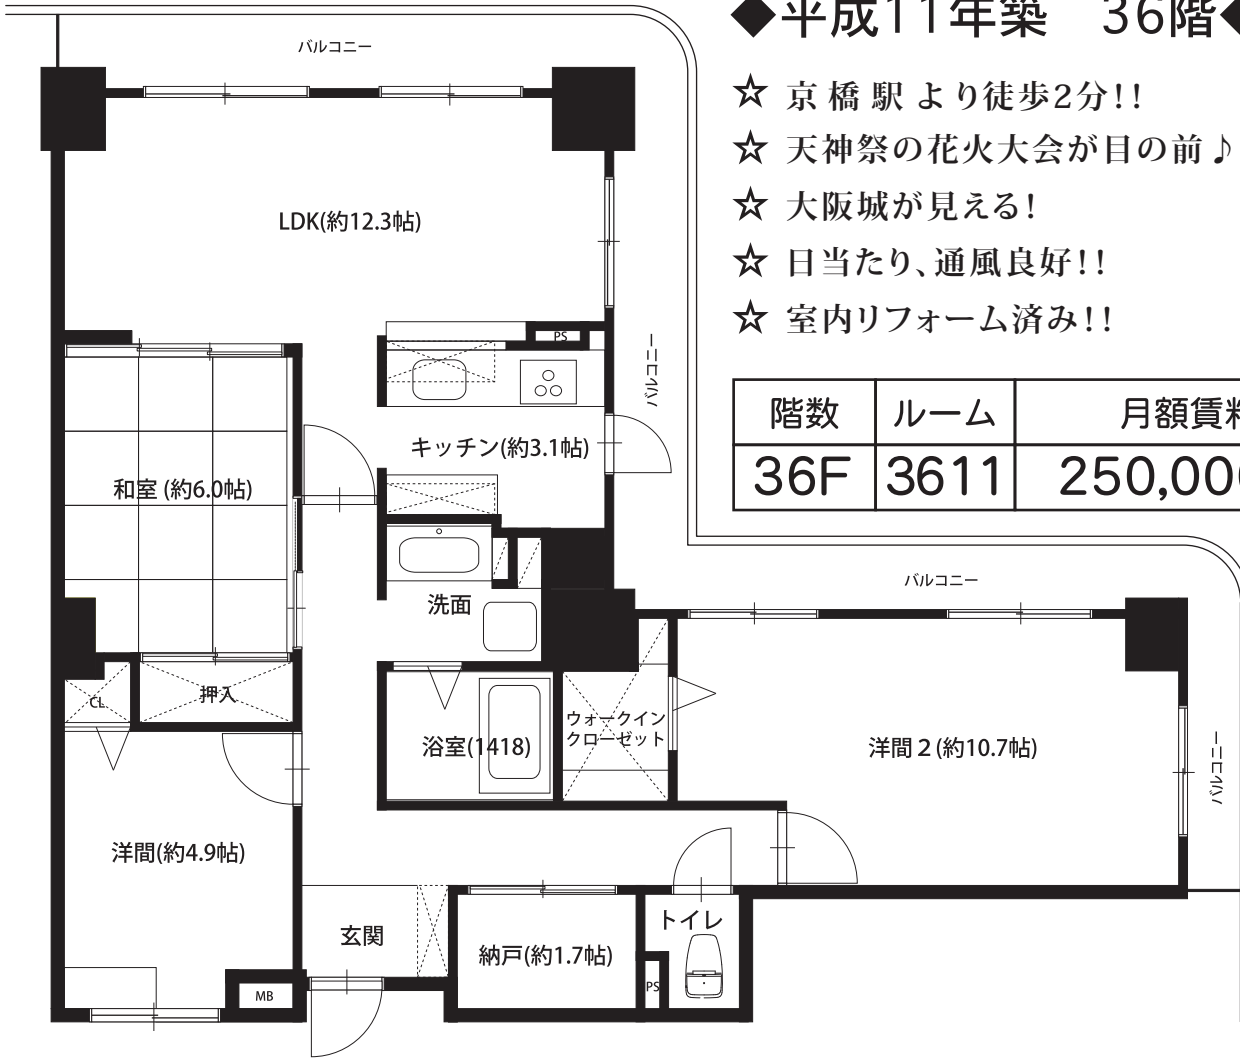 ◆平成11年築　36階◆
☆ 京橋駅より徒歩2分!!
☆ 天神祭の花火大会が目の前♪
☆ 大阪城が見える!
☆ 日当たり、通風良好!!
☆ 室内リフォーム済み!!
階数 ルーム 月額賃料
36F 3611 250,000
バルコニー
LDK(約12.3帖)
PS
バルコニー
キッチン(約3.1帖)
和室 (約6.0帖)
洗面
バルコニー
CL
押入
浴室(1418)
ウォークイン
クローゼット
洋間２(約10.7帖)
バルコニー
洋間(約4.9帖)
玄関
納戸(約1.7帖)
トイレ
PS
MB